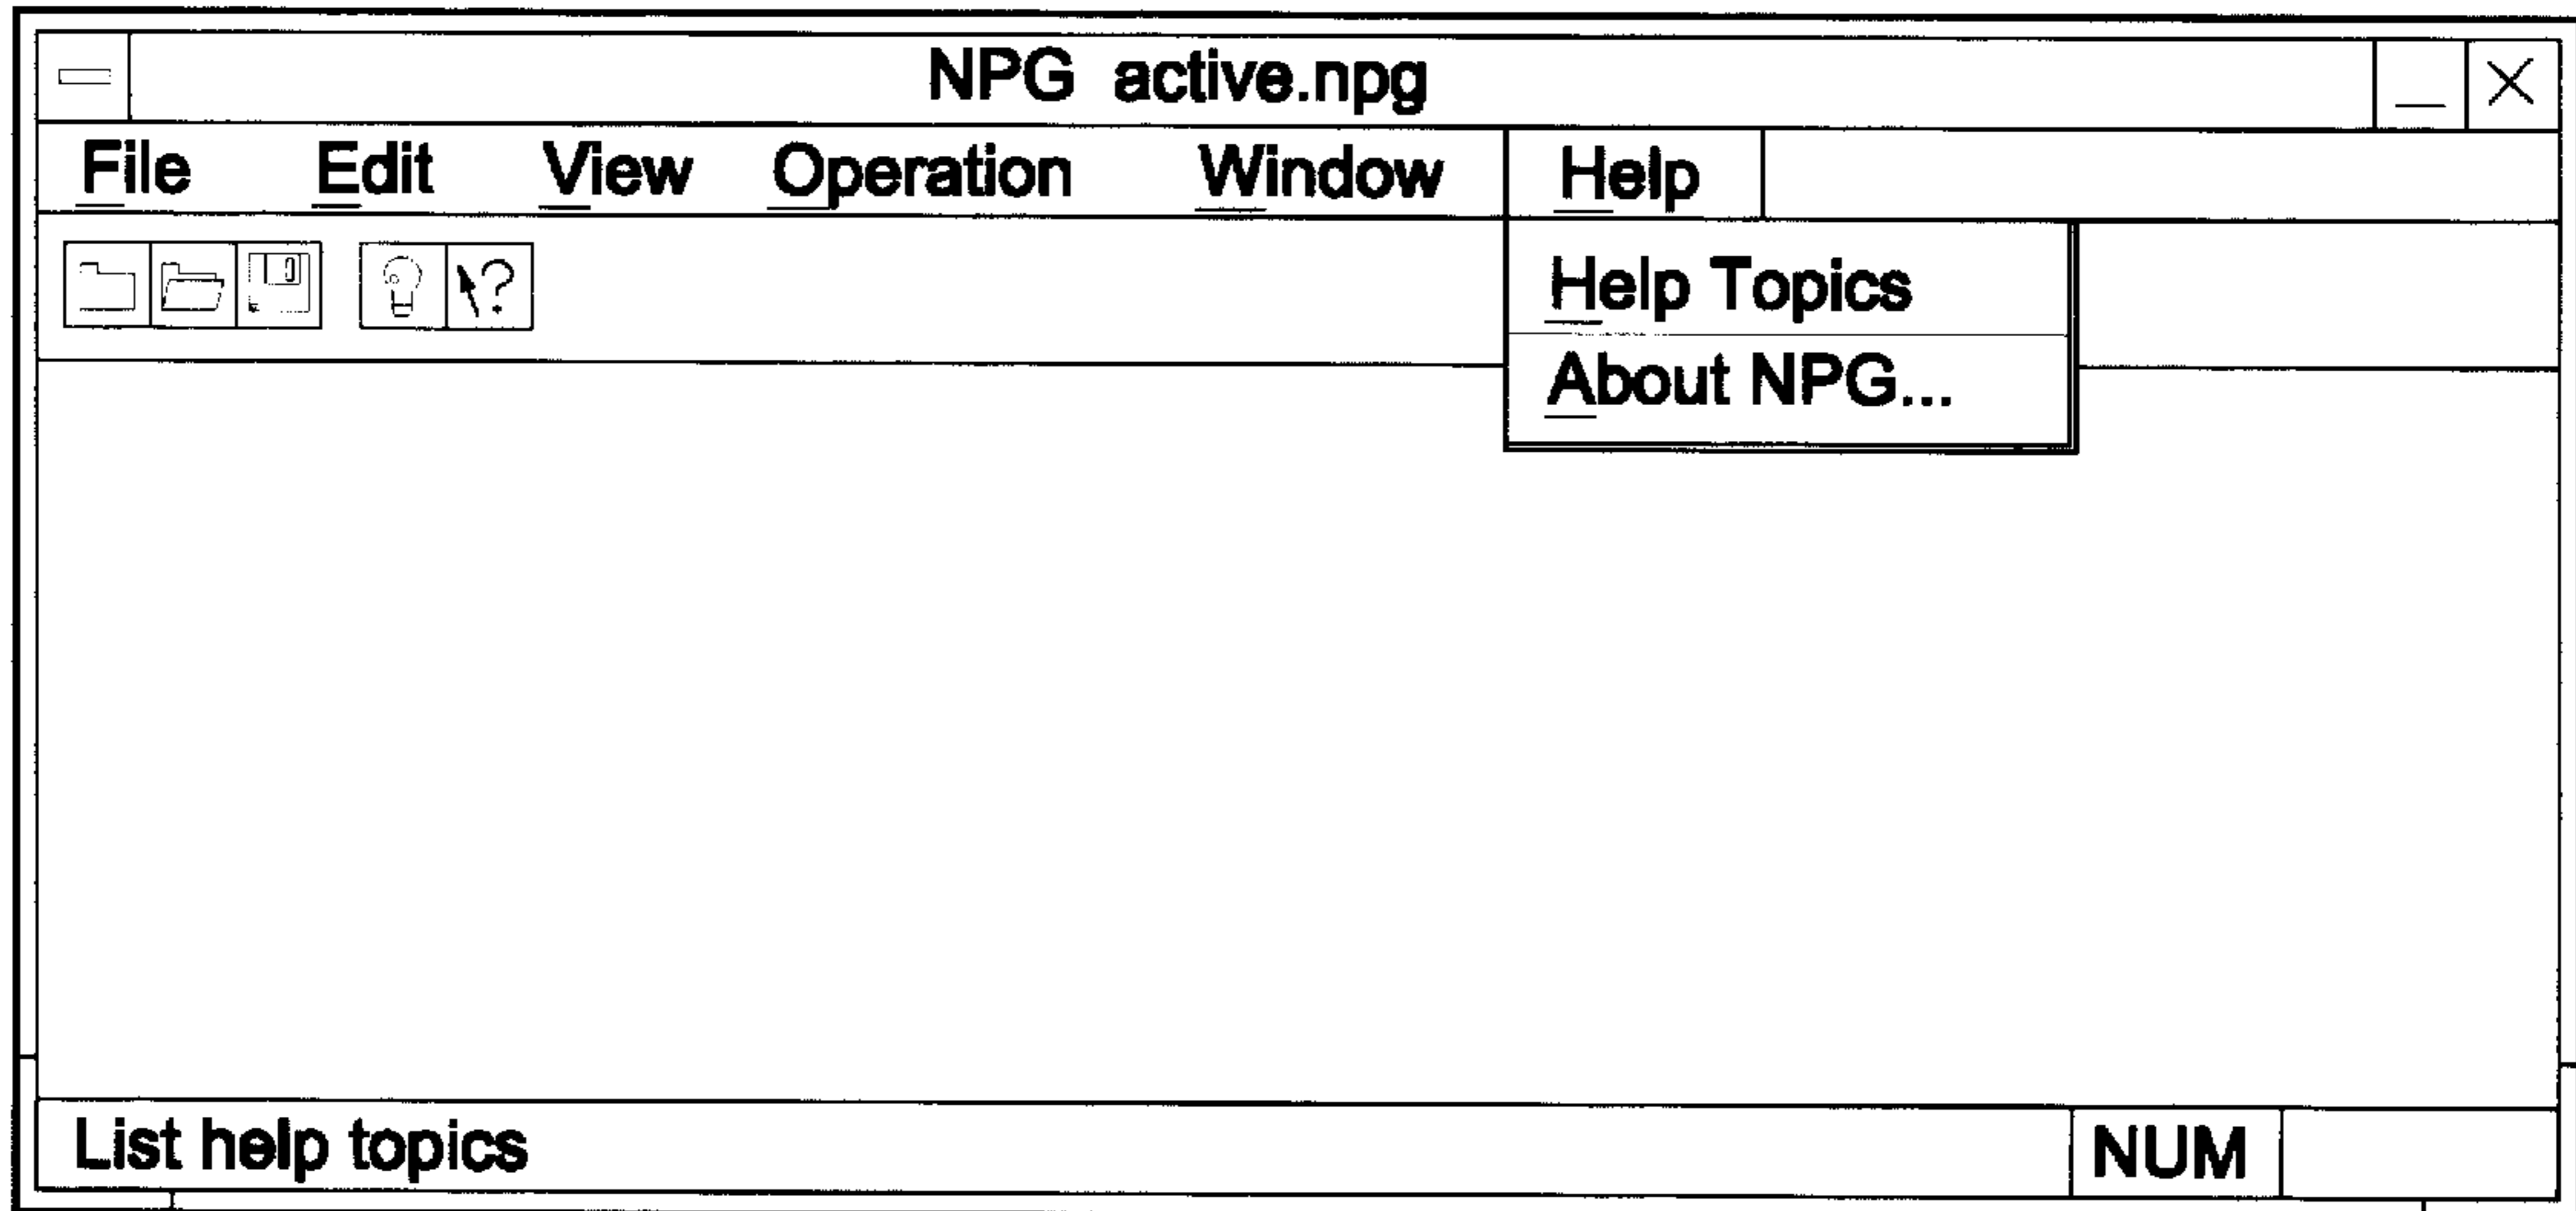 NPG active.npg
File Edit View Operation Window Help
?
Help Topics
About NPG...
List help topics NUM